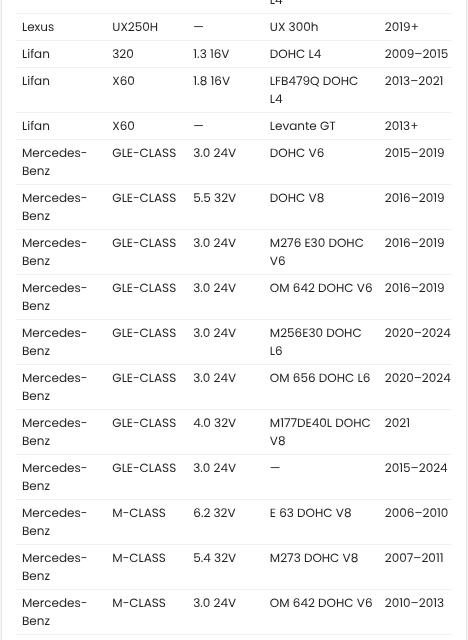 L4
Lexus UX250H — UX 300h 2019+
Lifan 320 1.3 16V DOHC L4 2009–2015
Lifan X60 1.8 16V LFB479Q DOHC 2013–2021
L4
Lifan X60 — Levante GT 2013+
Mercedes- GLE-CLASS 3.0 24V DOHC V6 2015–2019
Benz
Mercedes- GLE-CLASS 5.5 32V DOHC V8 2016–2019
Benz
Mercedes- GLE-CLASS 3.0 24V M276 E30 DOHC 2016–2019
Benz V6
Mercedes- GLE-CLASS 3.0 24V OM 642 DOHC V6 2016–2019
Benz
Mercedes- GLE-CLASS 3.0 24V M256E30 DOHC 2020–2024
Benz L6
Mercedes- GLE-CLASS 3.0 24V OM 656 DOHC L6 2020–2024
Benz
Mercedes- GLE-CLASS 4.0 32V M177DE40L DOHC 2021
Benz V8
Mercedes- GLE-CLASS 3.0 24V — 2015–2024
Benz
Mercedes- M-CLASS 6.2 32V E 63 DOHC V8 2006–2010
Benz
Mercedes- M-CLASS 5.4 32V M273 DOHC V8 2007–2011
Benz
Mercedes- M-CLASS 3.0 24V OM 642 DOHC V6 2010–2013
Benz